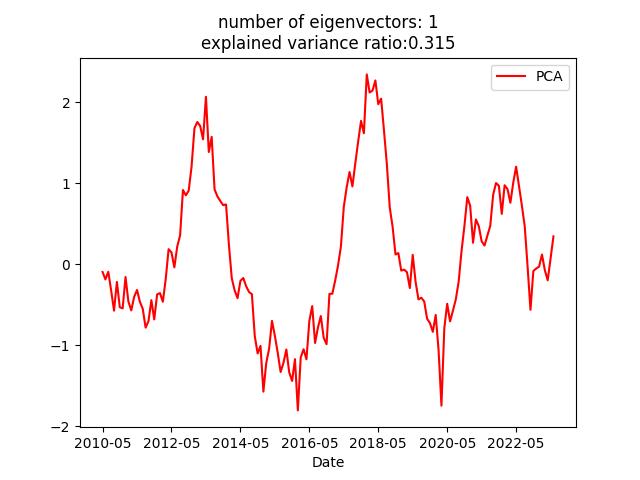 number of eigenvectors: 1
explained variance ratio:0.315
PCA
2
1
0
−1
−2
2010-05 2012-05 2014-05 2016-05 2018-05 2020-05 2022-05
Date